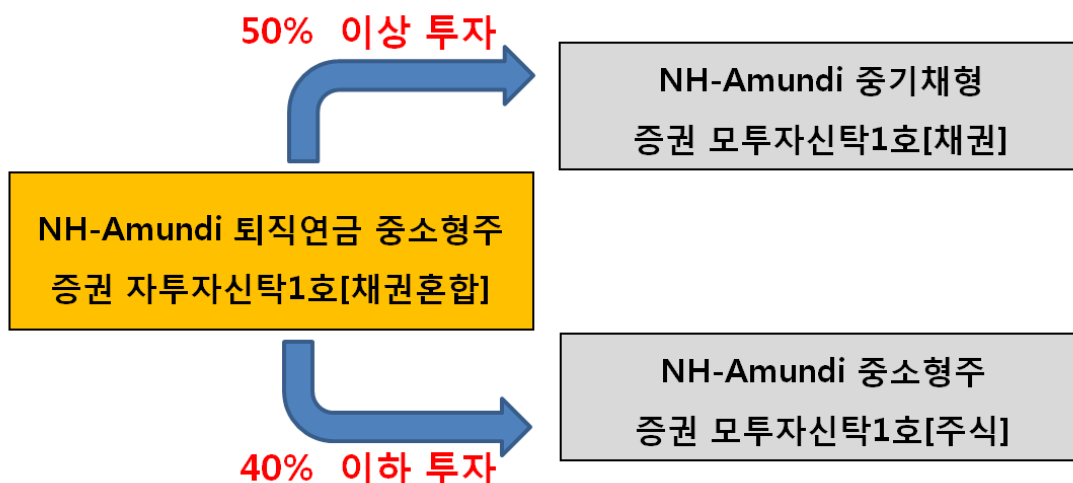 50%  이상 투자
NH-Amundi 중기채형
증권 모투자신탁1호[채권]
NH-Amundi 퇴직연금 중소형주
증권 자투자신탁1호[채권혼합]
NH-Amundi 중소형주
증권 모투자신탁1호[주식]
40%  이하 투자